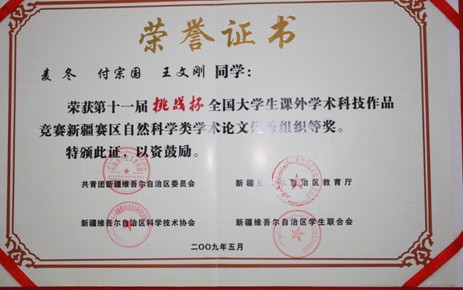 荣誉证书
麦冬 付宗国 王文刚 同学：
荣获第十一届挑战杯全国大学生课外学术科技作品
竞赛新疆赛区自然科学类学术论文优秀组织等奖。
特颁此证，以资鼓励。
共青团新疆维吾尔自治区委员会 新疆维吾尔自治区教育厅
新疆维吾尔自治区科学技术协会 新疆维吾尔自治区学生联合会
二〇〇九年五月